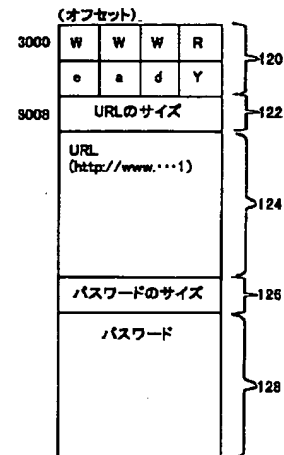 (オフセット)
3000 W W W R
e a d Y 120
3008 URLのサイズ 122
URL
(http://www.···1)
124
パスワードのサイズ 126
パスワード
128